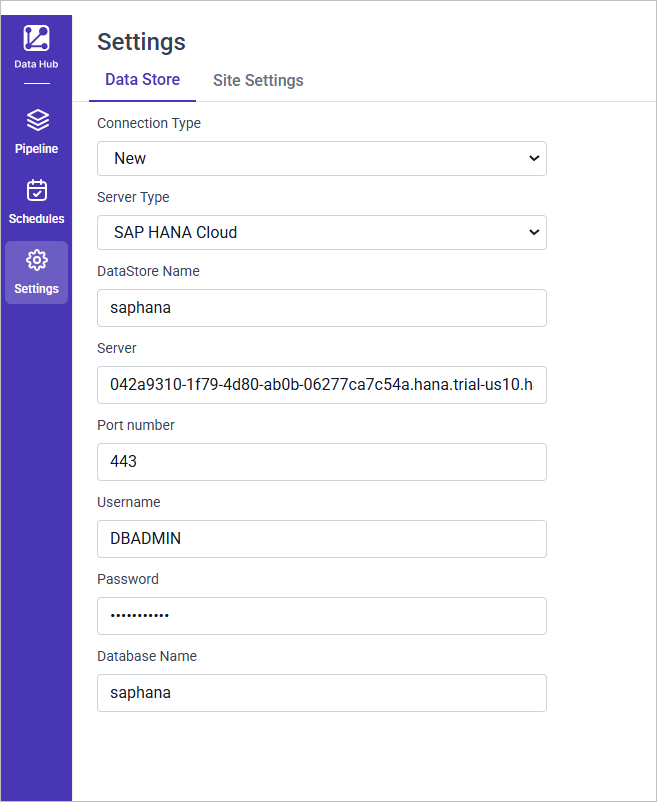 Data Hub
Pipeline
Schedules
Settings
Settings
Data Store Site Settings
Connection Type
New
Server Type
SAP HANA Cloud
DataStore Name
saphana
Server
042a9310-1f79-4d80-ab0b-06277ca7c54a.hana.trial-us10.h
Port number
443
Username
DBADMIN
Password
•••••••••••
Database Name
saphana